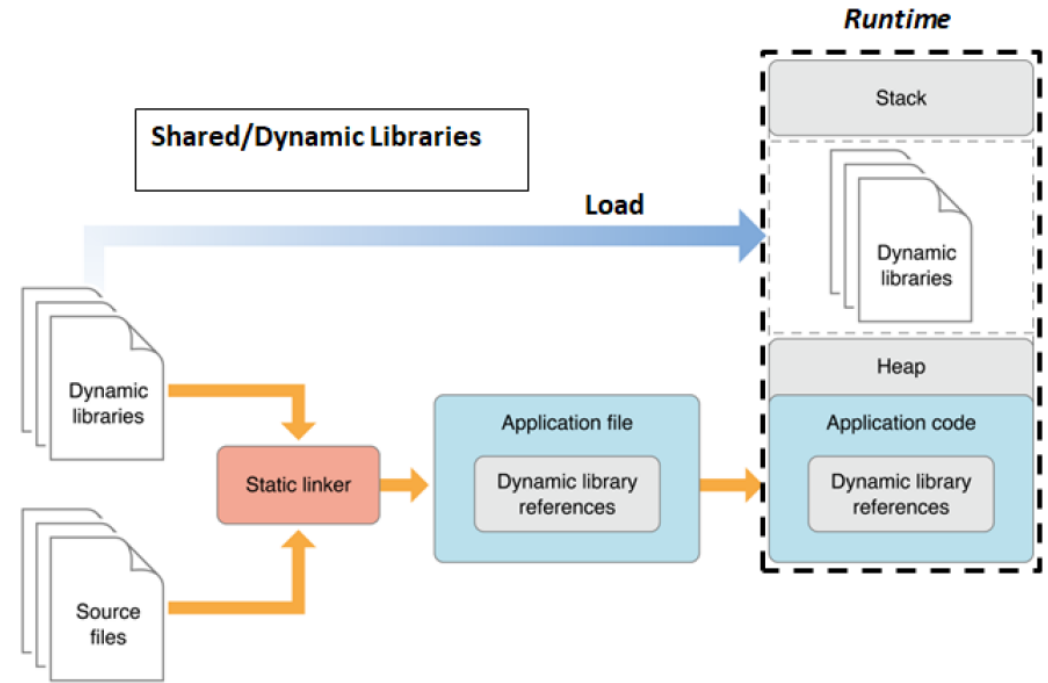 Runtime
Stack
Shared/Dynamic Libraries
Load
Dynamic
libraries
Dynamic
libraries
Heap
Application file
Application code
Static linker
Dynamic library
references
Dynamic library
references
Source
files